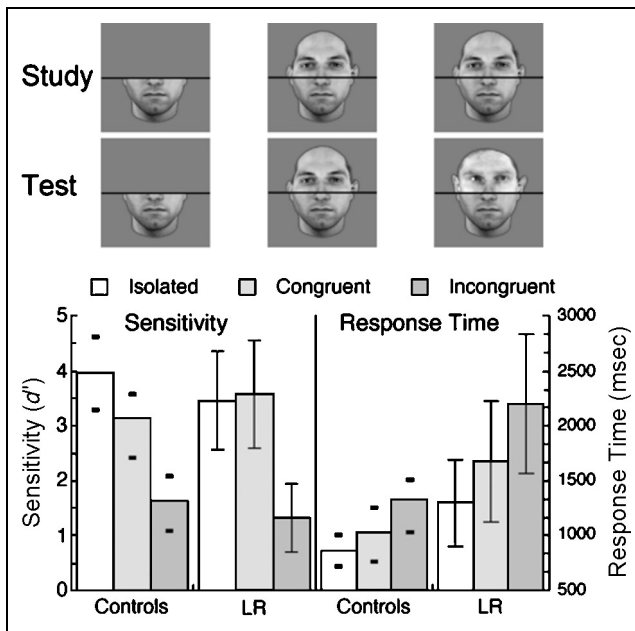 Study
Test
Isolated Congruent Incongruent
Sensitivity Response Time
Sensitivity (d')
5
4
3
2
1
0
3000
2500
2000
1500
1000
500
Response Time (msec)
Controls LR Controls LR